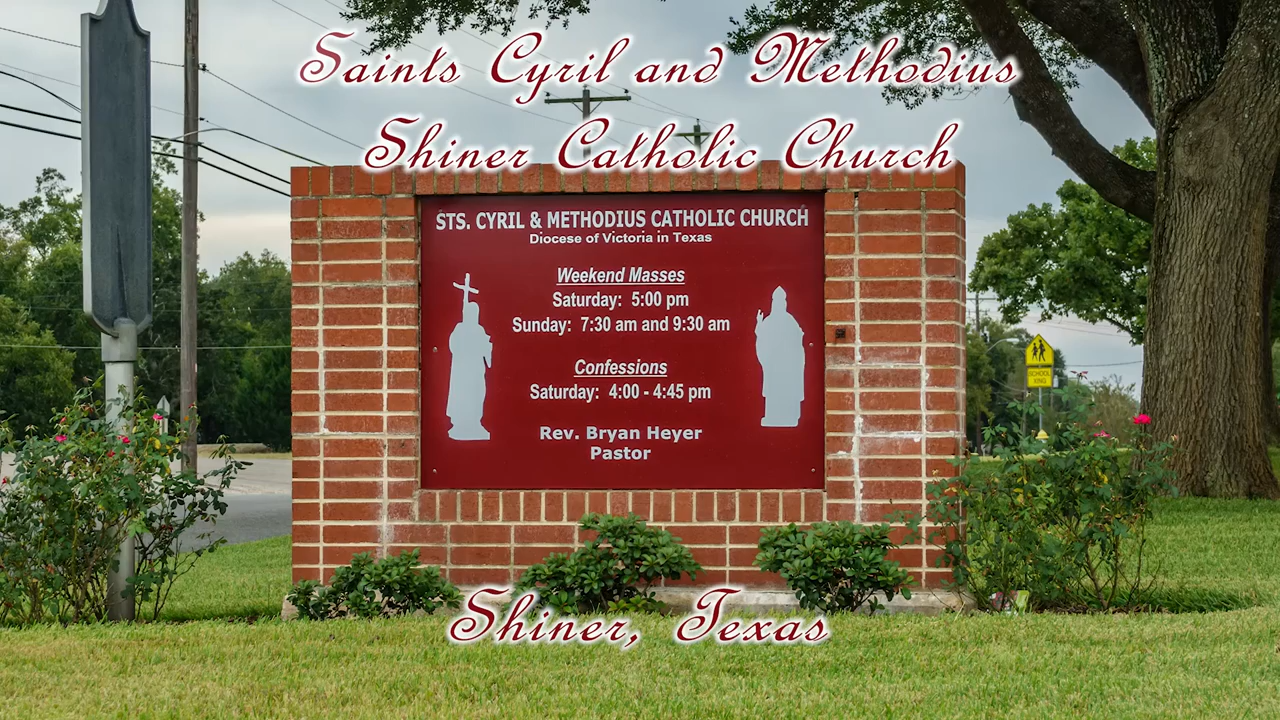 Saints Cyril and Methodius
Shiner Catholic Church
STS. CYRIL & METHODIUS CATHOLIC CHURCH
Diocese of Victoria in Texas
Weekend Masses
Saturday: 5:00 pm
Sunday: 7:30 am and 9:30 am
Confessions
Saturday: 4:00 - 4:45 pm
Rev. Bryan Heyer
Pastor
SCHOOL
XING
Shiner, Texas